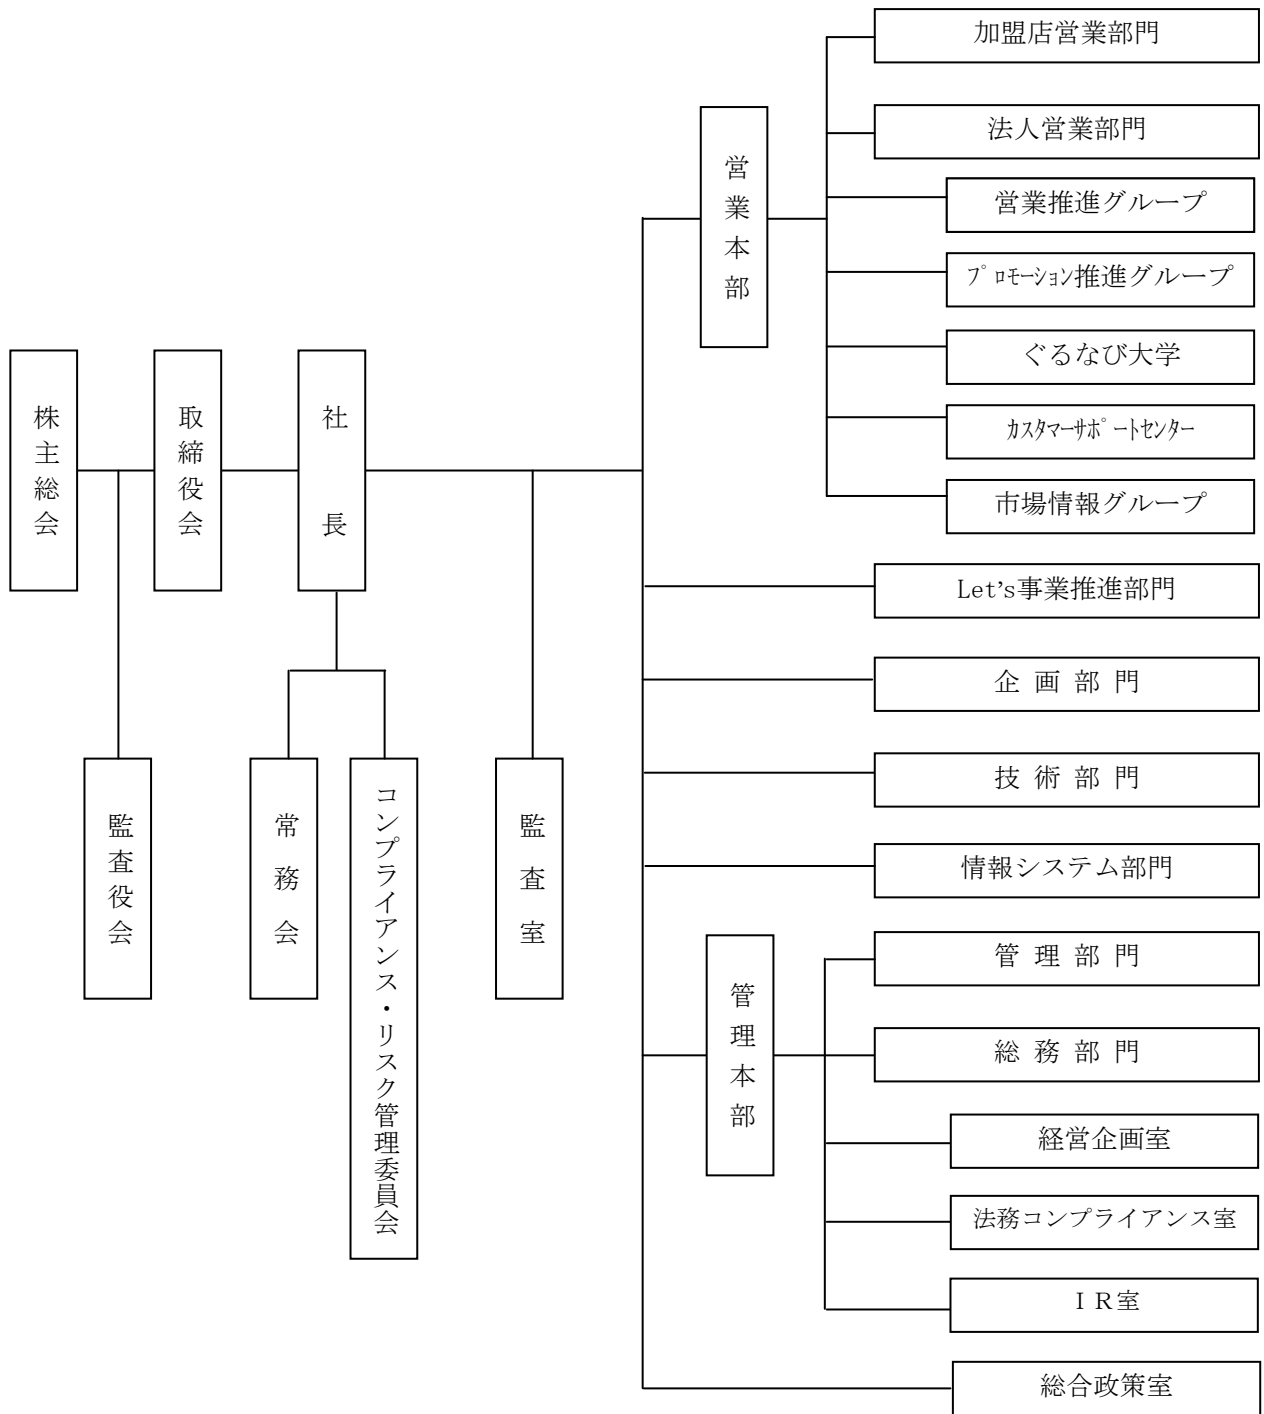 株主総会
取締役会
社長
監査役会
常務会
コンプライアンス・リスク管理委員会
監査室
営業本部
加盟店営業部門
法人営業部門
営業推進グループ
プロモーション推進グループ
ぐるなび大学
カスタマーサポートセンター
市場情報グループ
Let's事業推進部門
企画部門
技術部門
情報システム部門
管理本部
管理部門
総務部門
経営企画室
法務コンプライアンス室
ＩＲ室
総合政策室